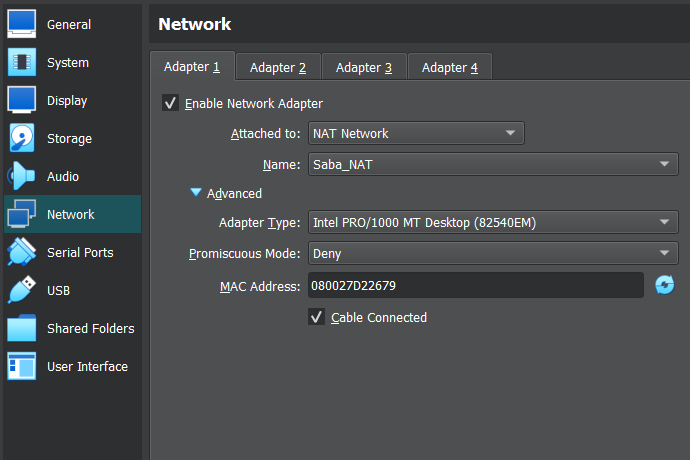 General
System
Display
Storage
Audio
Network
Serial Ports
USB
Shared Folders
User Interface
Network
Adapter 1 Adapter 2 Adapter 3 Adapter 4
Enable Network Adapter
Attached to: NAT Network
Name: Saba_NAT
Advanced
Adapter Type: Intel PRO/1000 MT Desktop (82540EM)
Promiscuous Mode: Deny
MAC Address: 080027D22679
Cable Connected